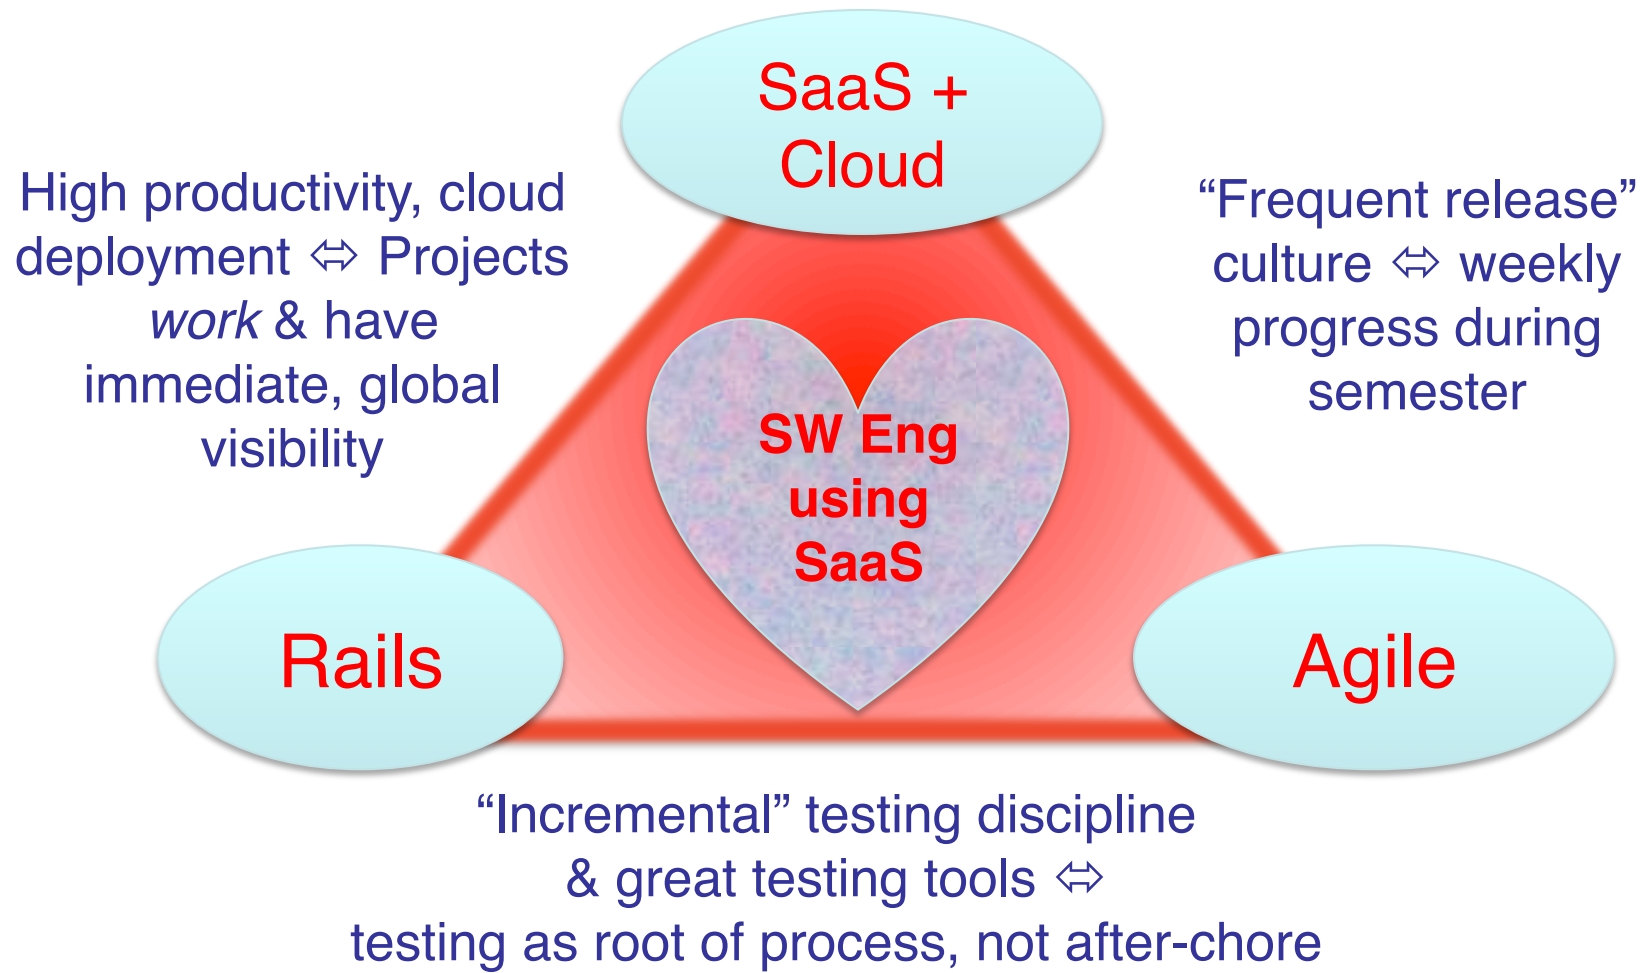 SaaS +
Cloud
High productivity, cloud
deployment ⬄ Projects
work & have
immediate, global
visibility
“Frequent release”
culture ⬄ weekly
progress during
semester
SW Eng
using
SaaS
Rails
Agile
“Incremental” testing discipline
& great testing tools ⬄
testing as root of process, not after-chore